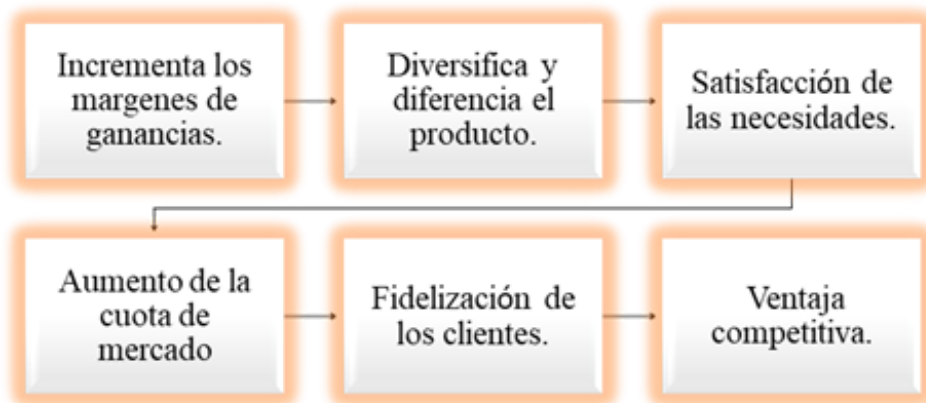 Incrementa los
margenes de
ganancias.
Diversifica y
diferencia el
producto.
Satisfacción de
las necesidades.
Aumento de la
cuota de
mercado
Fidelización de
los clientes.
Ventaja
competitiva.